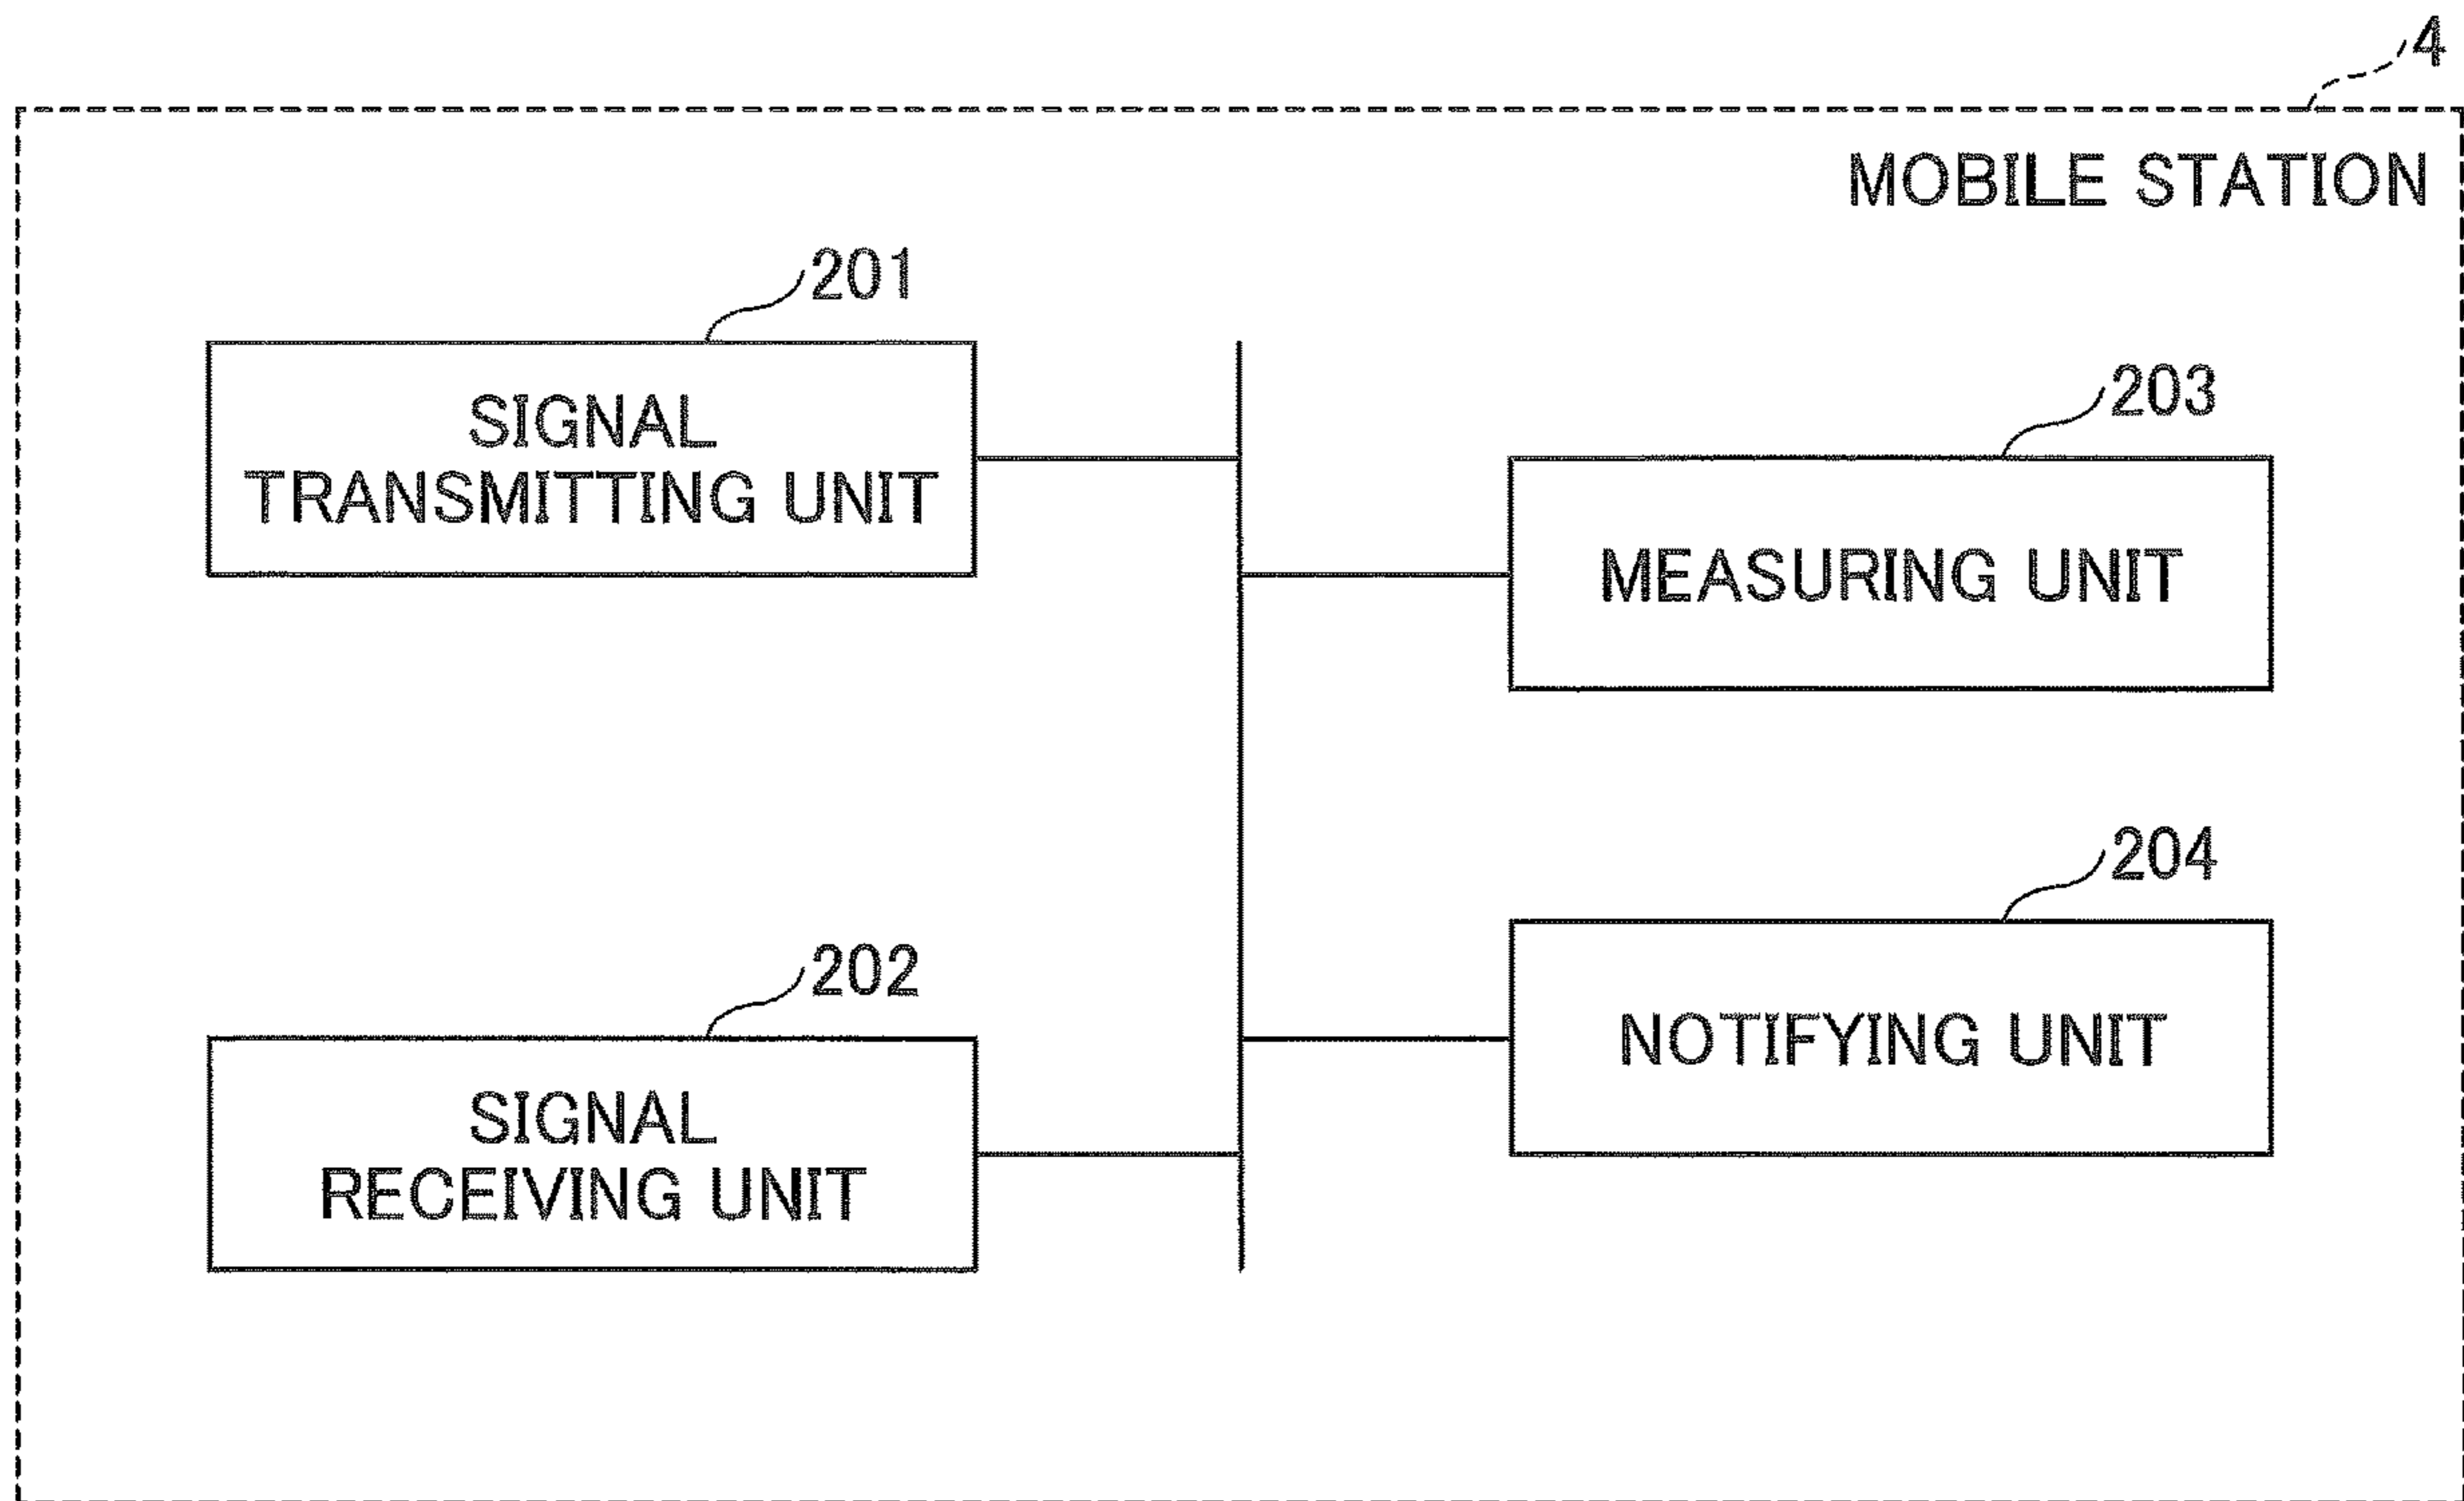 4
MOBILE STATION
201
SIGNAL
TRANSMITTING UNIT
203
MEASURING UNIT
202
SIGNAL
RECEIVING UNIT
204
NOTIFYING UNIT